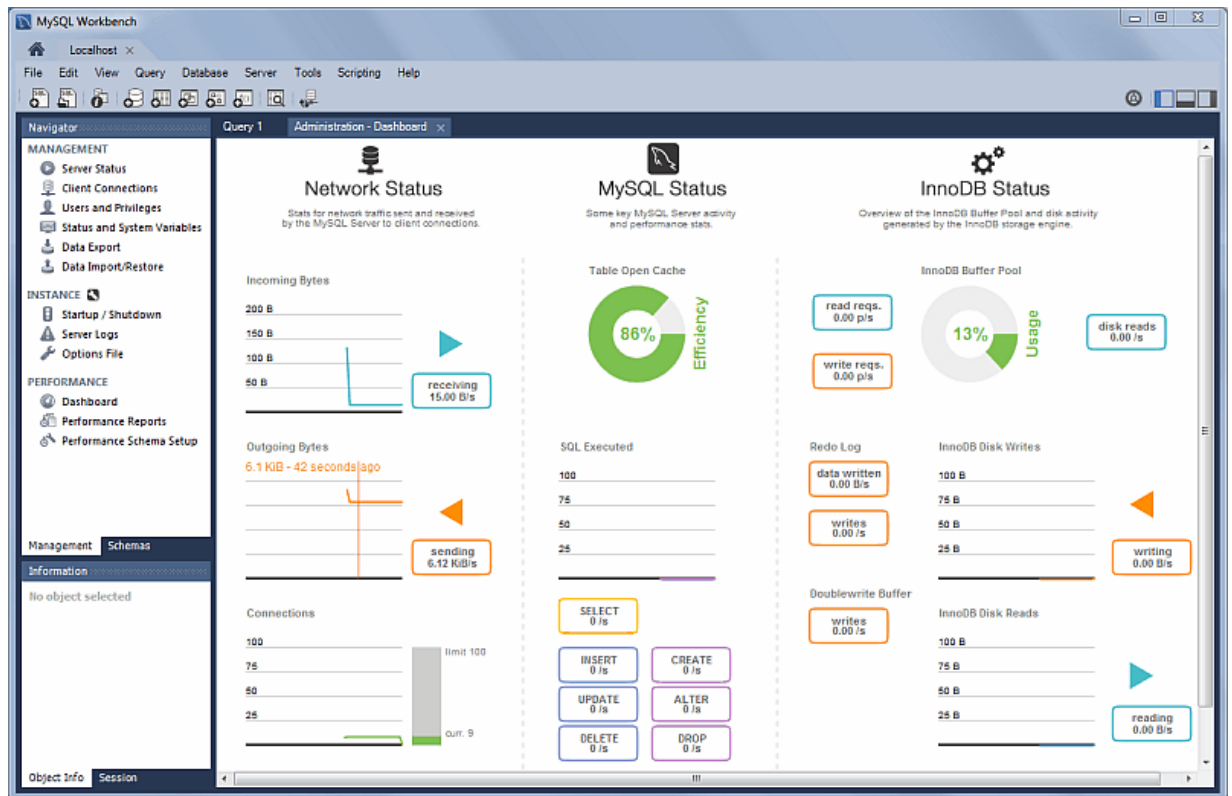 MySQL Workbench
Localhost
File Edit View Query Database Server Tools Scripting Help
Navigator
MANAGEMENT
Server Status
Client Connections
Users and Privileges
Status and System Variables
Data Export
Data Import/Restore
INSTANCE
Startup / Shutdown
Server Logs
Options File
PERFORMANCE
Dashboard
Performance Reports
Performance Schema Setup
Management Schemas
Information
No object selected
Object Info Session
Query 1 Administration - Dashboard
Network Status
Stats for network traffic sent and received
by the MySQL Server to client connections.
Incoming Bytes
200 B
150 B
100 B
50 B
receiving
15.00 B/s
Outgoing Bytes
6.1 KiB - 42 seconds ago
sending
6.12 KiB/s
Connections
100
75
50
25
limit 100
curr. 9
MySQL Status
Some key MySQL Server activity
and performance stats.
Table Open Cache
86%
Efficiency
SQL Executed
100
75
50
25
SELECT
0 /s
INSERT
0 /s
CREATE
0 /s
UPDATE
0 /s
ALTER
0 /s
DELETE
0 /s
DROP
0 /s
InnoDB Status
Overview of the InnoDB Buffer Pool and disk activity
generated by the InnoDB storage engine.
InnoDB Buffer Pool
read reqs.
0.00 p/s
write reqs.
0.00 p/s
13%
Usage
disk reads
0.00 /s
Redo Log
data written
0.00 B/s
writes
0.00 /s
Doublewrite Buffer
writes
0.00 /s
InnoDB Disk Writes
100 B
75 B
50 B
25 B
writing
0.00 B/s
InnoDB Disk Reads
100 B
75 B
50 B
25 B
reading
0.00 B/s